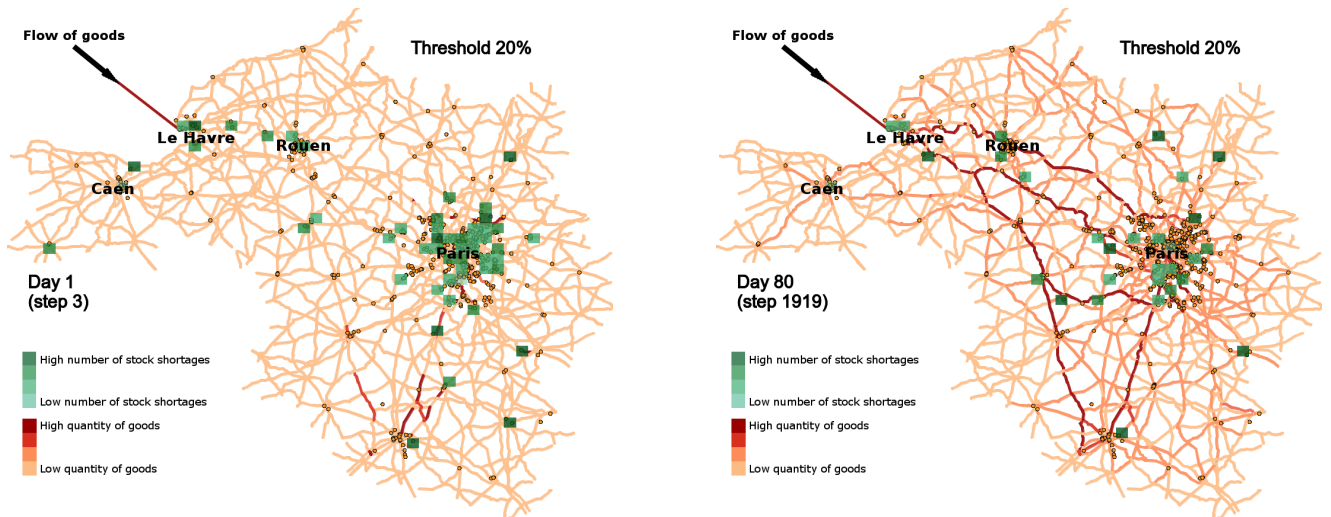 Flow of goods
Threshold 20%
Le Havre
Rouen
Caen
Paris
Day 1
(step 3)
High number of stock shortages
Low number of stock shortages
High quantity of goods
Low quantity of goods
Flow of goods
Threshold 20%
Le Havre
Rouen
Caen
Paris
Day 80
(step 1919)
High number of stock shortages
Low number of stock shortages
High quantity of goods
Low quantity of goods